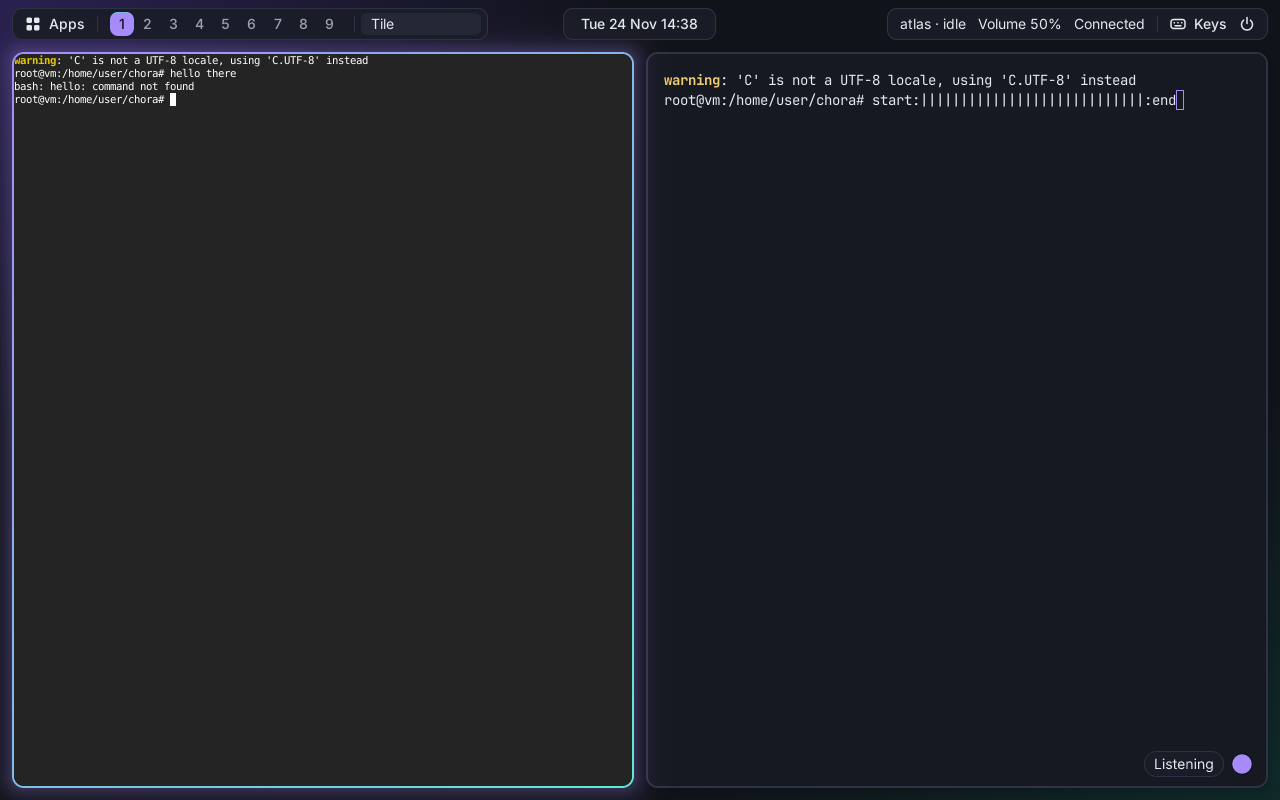 Apps 1 2 3 4 5 6 7 8 9 Tile Tue 24 Nov 14:38 atlas · idle Volume 50% Connected Keys
warning: 'C' is not a UTF-8 locale, using 'C.UTF-8' instead
root@vm:/home/user/chora# hello there
bash: hello: command not found
root@vm:/home/user/chora#
warning: 'C' is not a UTF-8 locale, using 'C.UTF-8' instead
root@vm:/home/user/chora# start:||||||||||||||||||||||||||||:end
Listening